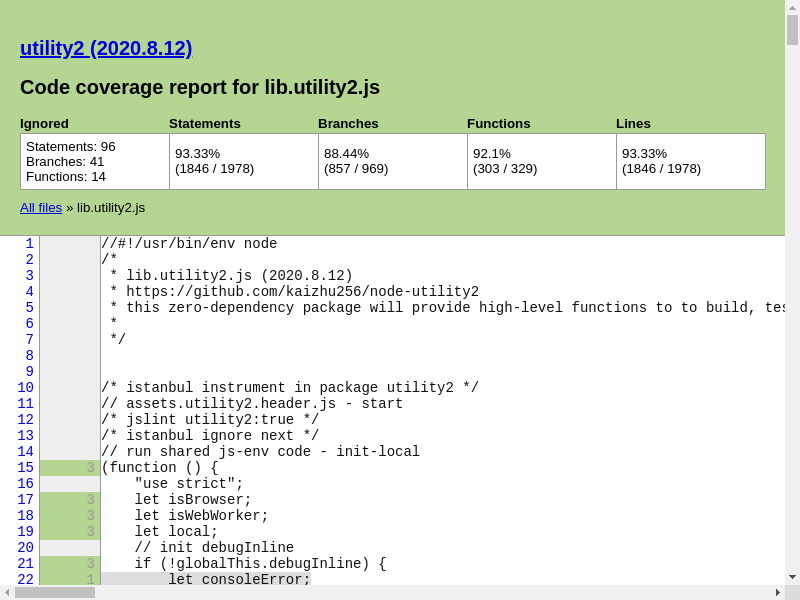 utility2 (2020.8.12)
Code coverage report for lib.utility2.js
Ignored Statements Branches Functions Lines
Statements: 96
Branches: 41
Functions: 14
93.33%
(1846 / 1978)
88.44%
(857 / 969)
92.1%
(303 / 329)
93.33%
(1846 / 1978)
All files » lib.utility2.js
1 //#!/usr/bin/env node
2 /*
3  * lib.utility2.js (2020.8.12)
4  * https://github.com/kaizhu256/node-utility2
5  * this zero-dependency package will provide high-level functions to to build, tes
6  *
7  */
8
9
10 /* istanbul instrument in package utility2 */
11 // assets.utility2.header.js - start
12 /* jslint utility2:true */
13 /* istanbul ignore next */
14 // run shared js-env code - init-local
15 3 (function () {
16     "use strict";
17 3     let isBrowser;
18 3     let isWebWorker;
19 3     let local;
20     // init debugInline
21 3     if (!globalThis.debugInline) {
22 1         let consoleError;